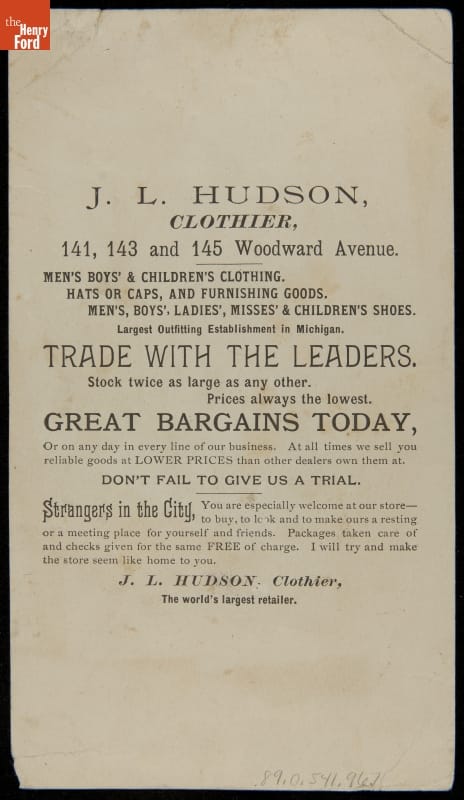 the
Henry
Ford
J. L. HUDSON,
CLOTHIER,
141, 143 and 145 Woodward Avenue.
MEN'S BOYS' & CHILDREN'S CLOTHING.
HATS OR CAPS, AND FURNISHING GOODS.
MEN'S, BOYS', LADIES', MISSES' & CHILDREN'S SHOES.
Largest Outfitting Establishment in Michigan.
TRADE WITH THE LEADERS.
Stock twice as large as any other.
Prices always the lowest.
GREAT BARGAINS TODAY,
Or on any day in every line of our business. At all times we sell you
reliable goods at LOWER PRICES than other dealers own them at.
DON'T FAIL TO GIVE US A TRIAL.
Strangers in the City, You are especially welcome at our store—
to buy, to look and to make ours a resting
or a meeting place for yourself and friends. Packages taken care of
and checks given for the same FREE of charge. I will try and make
the store seem like home to you.
J. L. HUDSON. Clothier,
The world's largest retailer.
89.0.541.967